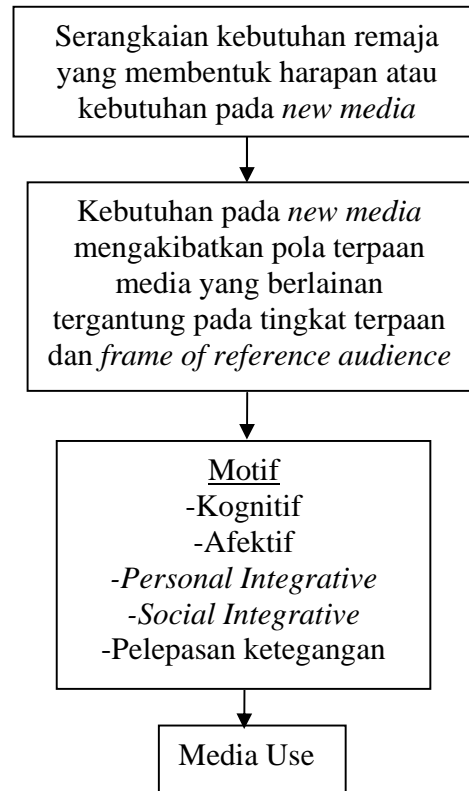 Serangkaian kebutuhan remaja
yang membentuk harapan atau
kebutuhan pada new media
Kebutuhan pada new media
mengakibatkan pola terpaan
media yang berlainan
tergantung pada tingkat terpaan
dan frame of reference audience
Motif
-Kognitif
-Afektif
-Personal Integrative
-Social Integrative
-Pelepasan ketegangan
Media Use